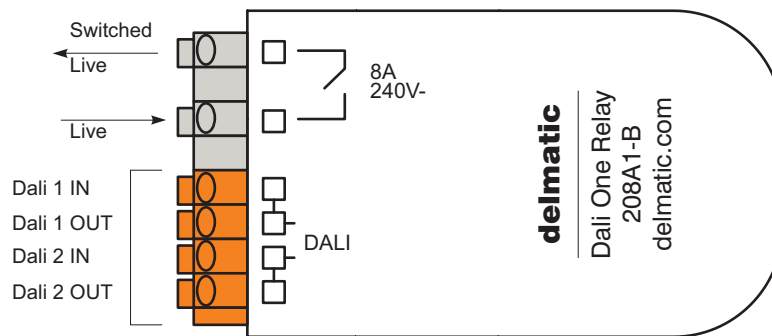 Switched
Live
Live
8A
240V-
Dali 1 IN
Dali 1 OUT
Dali 2 IN
Dali 2 OUT
DALI
delmatic
Dali One Relay
208A1-B
delmatic.com